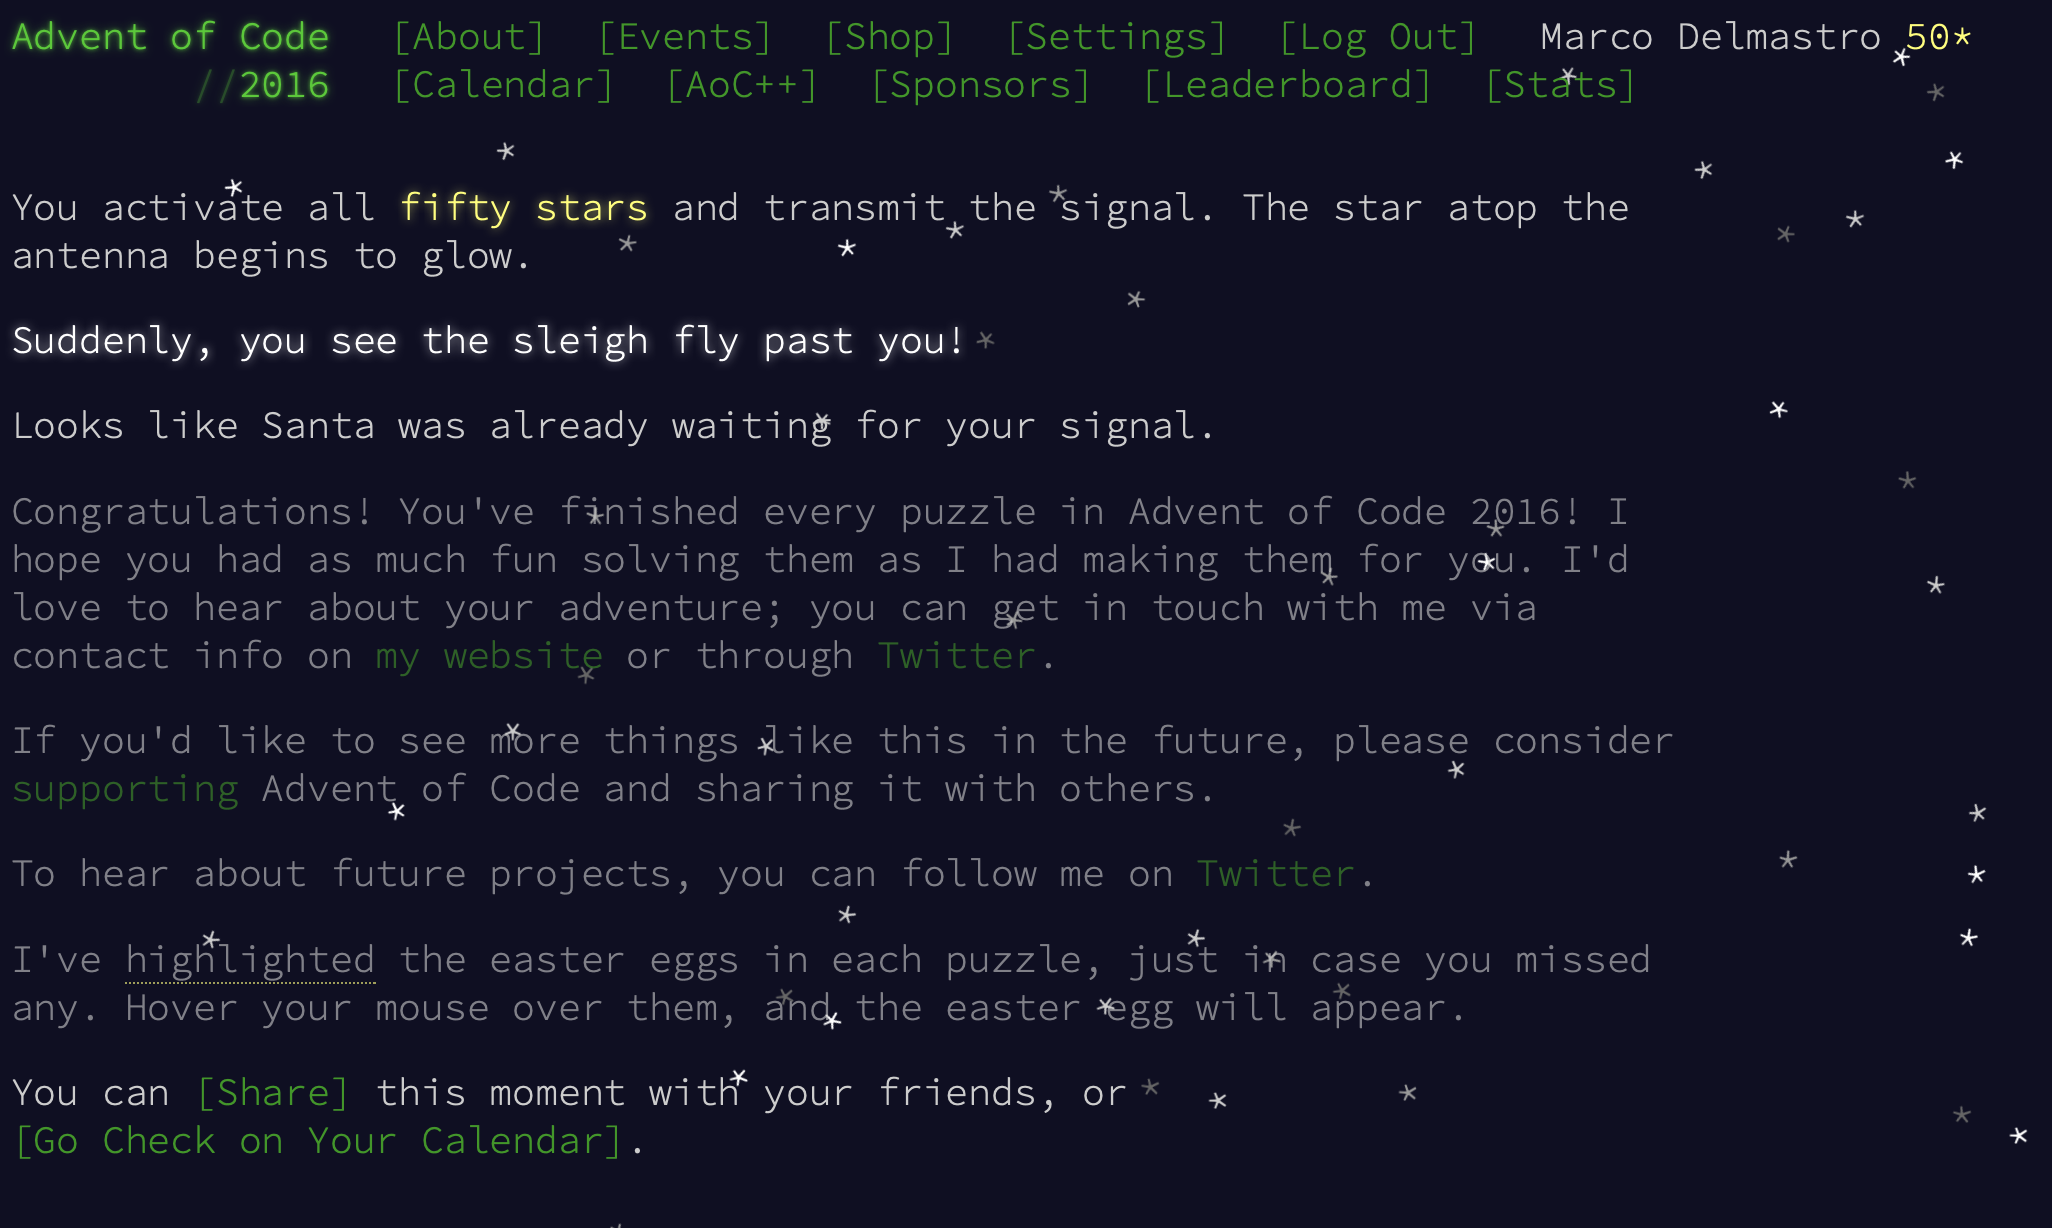 Advent of Code [About] [Events] [Shop] [Settings] [Log Out] Marco Delmastro 50*
//2016 [Calendar] [AoC++] [Sponsors] [Leaderboard] [Stats]
You activate all fifty stars and transmit the signal. The star atop the
antenna begins to glow.
Suddenly, you see the sleigh fly past you!
Looks like Santa was already waiting for your signal.
Congratulations! You've finished every puzzle in Advent of Code 2016! I
hope you had as much fun solving them as I had making them for you. I'd
love to hear about your adventure; you can get in touch with me via
contact info on my website or through Twitter.
If you'd like to see more things like this in the future, please consider
supporting Advent of Code and sharing it with others.
To hear about future projects, you can follow me on Twitter.
I've highlighted the easter eggs in each puzzle, just in case you missed
any. Hover your mouse over them, and the easter egg will appear.
You can [Share] this moment with your friends, or
[Go Check on Your Calendar].